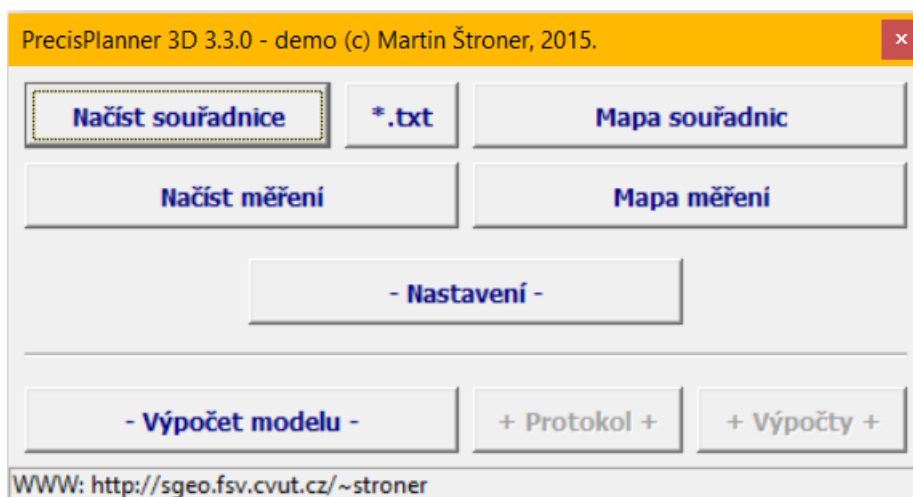 PrecisPlanner 3D 3.3.0 - demo (c) Martin Štroner, 2015.
Načíst souřadnice *.txt Mapa souřadnic
Načíst měření Mapa měření
- Nastavení -
- Výpočet modelu - + Protokol + + Výpočty +
WWW: http://sgeo.fsv.cvut.cz/~stroner